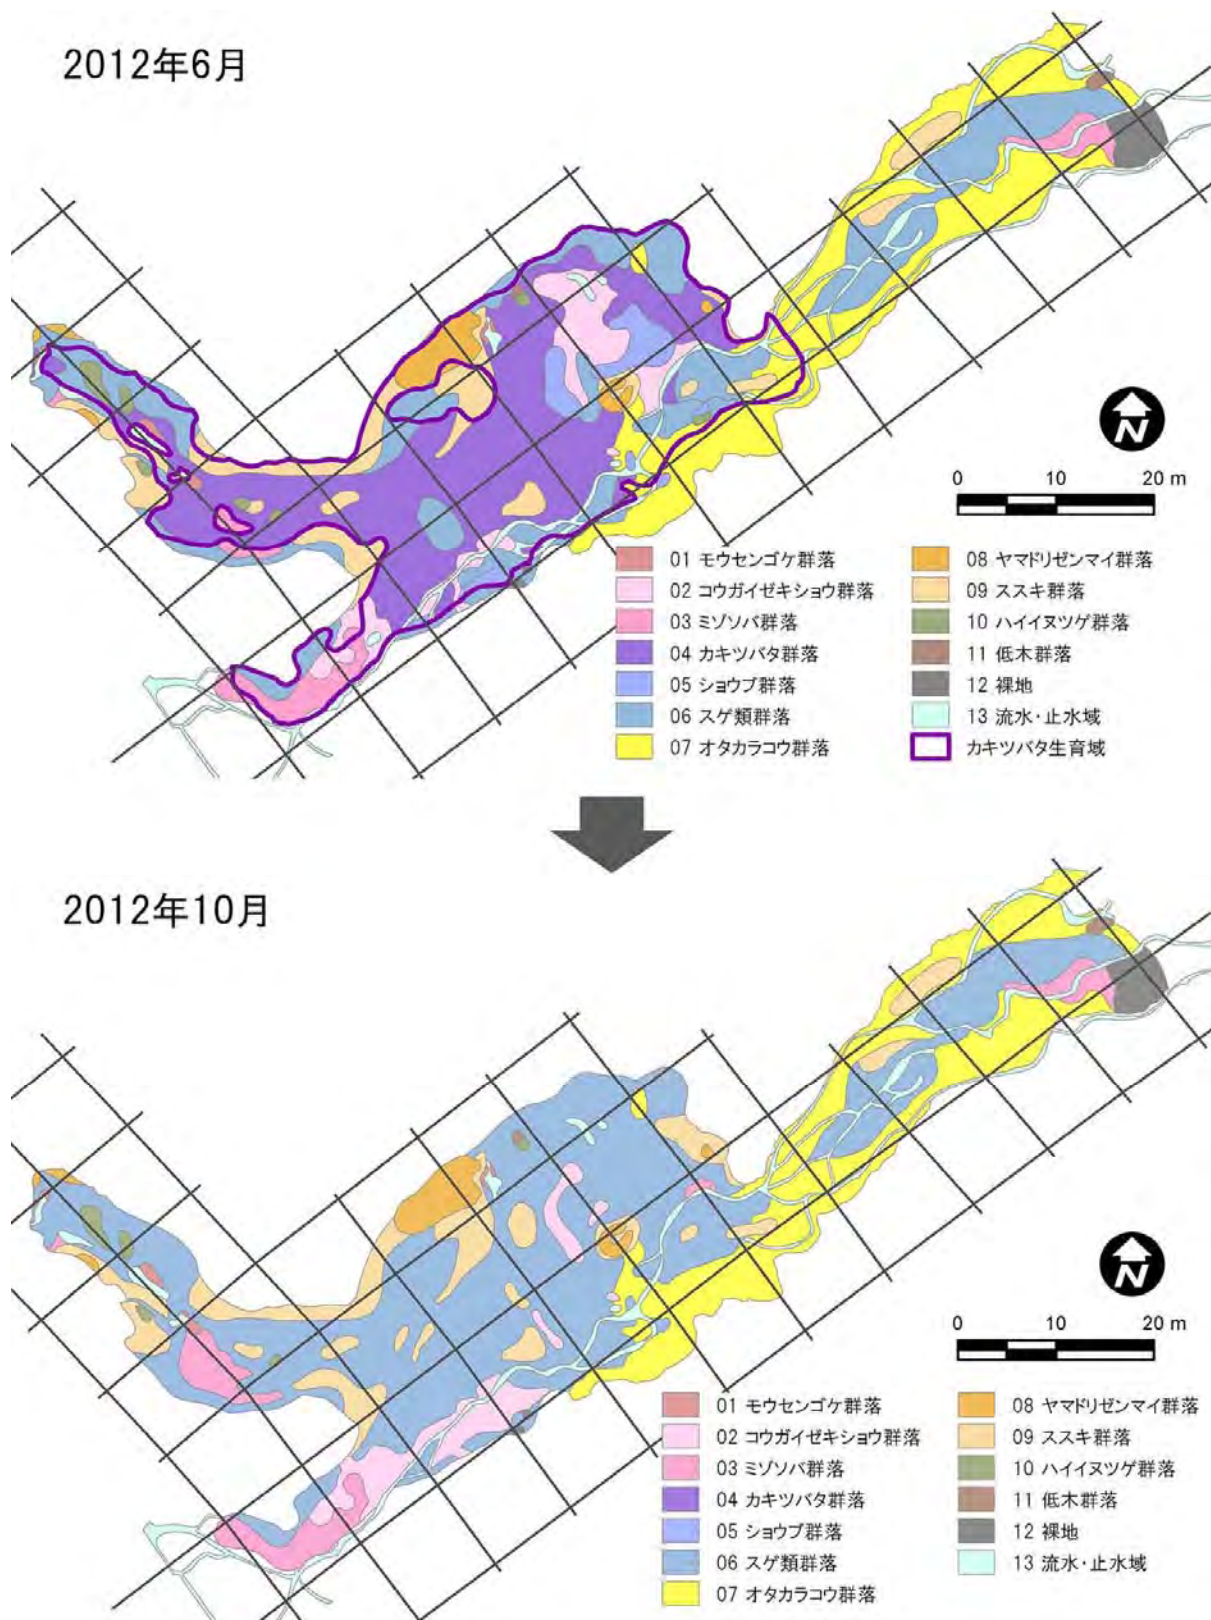 2012年6月
N
0 10 20 m
01 モウセンゴケ群落
02 コウガイゼキショウ群落
03 ミゾソバ群落
04 カキツバタ群落
05 ショウブ群落
06 スゲ類群落
07 オタカラコウ群落
08 ヤマドリゼンマイ群落
09 ススキ群落
10 ハイイヌツゲ群落
11 低木群落
12 裸地
13 流水・止水域
カキツバタ生育域
2012年10月
N
0 10 20 m
01 モウセンゴケ群落
02 コウガイゼキショウ群落
03 ミゾソバ群落
04 カキツバタ群落
05 ショウブ群落
06 スゲ類群落
07 オタカラコウ群落
08 ヤマドリゼンマイ群落
09 ススキ群落
10 ハイイヌツゲ群落
11 低木群落
12 裸地
13 流水・止水域